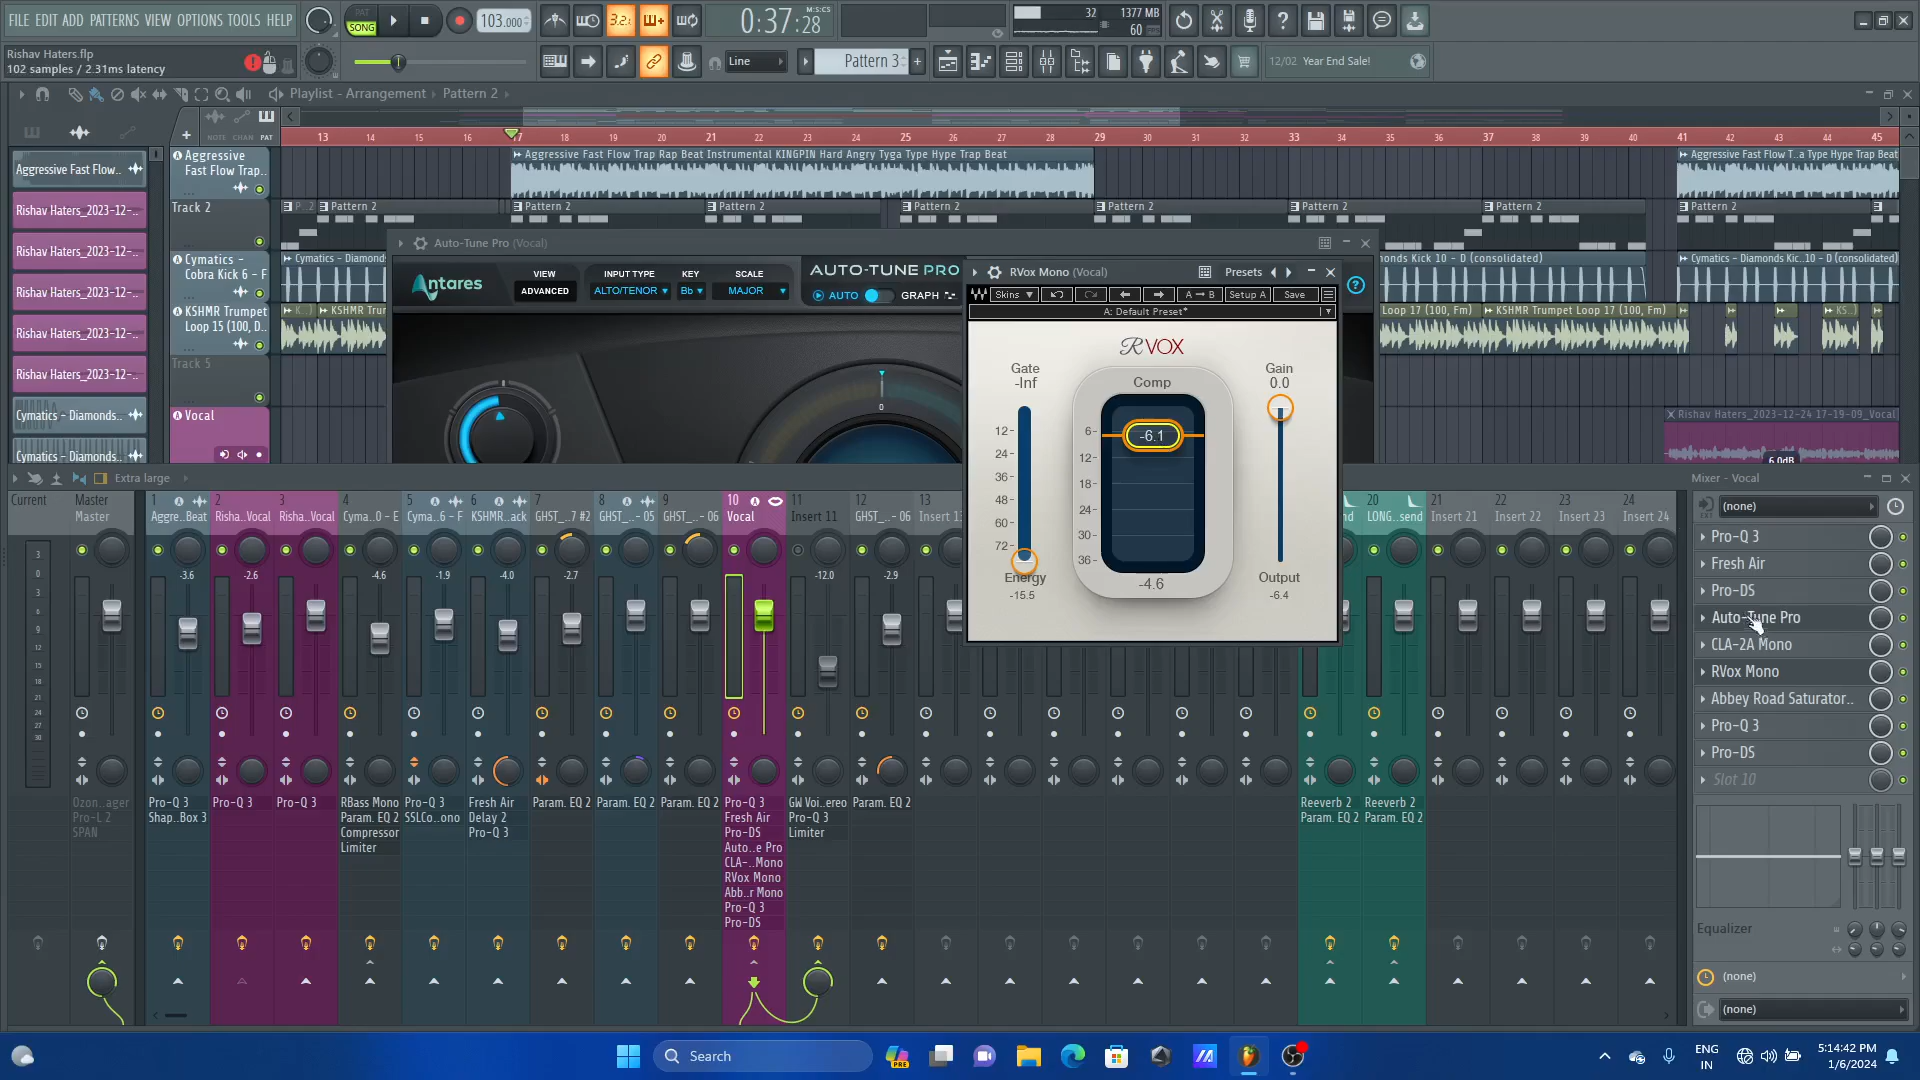 FILE EDIT ADD PATTERNS VIEW OPTIONS TOOLS HELP
PAT
SONG
103.000
3.2.
0:37:28
M:S:CS
32
1377 MB
60
Rishav Haters.flp
102 samples / 2.31ms latency
Line
Pattern 3
12/02 Year End Sale!
Playlist - Arrangement › Pattern 2 ›
NOTE CHAN PAT
13 14 15 16 17 18 19 20 21 22 23 24 25 26 27 28 29 30 31 32 33 34 35 36 37 38 39 40 41 42 43 44 45
Aggressive Fast Flow..
Rishav Haters_2023-12-..
Rishav Haters_2023-12-..
Rishav Haters_2023-12-..
Rishav Haters_2023-12-..
Rishav Haters_2023-12-..
Cymatics - Diamonds..
Cymatics - Diamonds..
Aggressive
Fast Flow Trap..
Track 2
Cymatics -
Cobra Kick 6 - F
KSHMR Trumpet
Loop 15 (100, D..
Track 5
Vocal
Aggressive Fast Flow Trap Rap Beat Instrumental KINGPIN Hard Angry Tyga Type Hype Trap Beat
Aggressive Fast Flow T..a Type Hype Trap Beat
P..2 Pattern 2 Pattern 2 Pattern 2 Pattern 2 Pattern 2 Pattern 2 Pattern 2 Pattern 2
Cymatics - Diamonds
onds Kick 10 - D (consolidated)
Cymatics - Diamonds Kic..10 - D (consolidated)
KSHMR Trum
Loop 17 (100, Fm)
KSHMR Trumpet Loop 17 (100, Fm)
KS..
Rishav Haters_2023-12-24 17-19-09_Vocal
6.0dB
Auto-Tune Pro (Vocal)
Antares
VIEW
ADVANCED
INPUT TYPE
ALTO/TENOR
KEY
Bb
SCALE
MAJOR
AUTO-TUNE PRO
AUTO
GRAPH
0
RVox Mono (Vocal)
Presets
Skins
A → B
Setup A
Save
A: Default Preset*
RVOX
Gate
-Inf
Comp
Gain
0.0
-6.1
12- 24- 36- 48- 60- 72-
6- 12- 18- 24- 30- 36-
Energy
-15.5
-4.6
Output
-6.4
Extra large
Mixer - Vocal
Current
Master
Master
1 2 3 4 5 6 7 8 9 10 11 12 13 20 21 22 23 24
Aggre..Beat
Risha..Vocal
Risha..Vocal
Cyma..0 - E
Cyma..6 - F
KSHMR..ack
GHST_..7 #2
GHST_..- 05
GHST_..- 06
Vocal
Insert 11
GHST_..- 06
Insert 13
nd
LONG..send
Insert 21
Insert 22
Insert 23
Insert 24
-3.6 -2.6 -4.6 -1.9 -4.0 -2.7 -12.0 -2.9
3 0 3 6 9 12 15 18 21 24 27 30
Ozon..ager
Pro-L 2
SPAN
Pro-Q 3
Shap..Box 3
Pro-Q 3
Pro-Q 3
RBass Mono
Param. EQ 2
Compressor
Limiter
Pro-Q 3
SSLCo..ono
Fresh Air
Delay 2
Pro-Q 3
Param. EQ 2
Param. EQ 2
Param. EQ 2
Pro-Q 3
Fresh Air
Pro-DS
Auto..e Pro
CLA-..Mono
RVox Mono
Abb..r Mono
Pro-Q 3
Pro-DS
GW Voi..ereo
Pro-Q 3
Limiter
Param. EQ 2
Reeverb 2
Param. EQ 2
Reeverb 2
Param. EQ 2
(none)
Pro-Q 3
Fresh Air
Pro-DS
Auto-Tune Pro
CLA-2A Mono
RVox Mono
Abbey Road Saturator..
Pro-Q 3
Pro-DS
Slot 10
Equalizer
(none)
(none)
Search
PRE
ENG
IN
5:14:42 PM
1/6/2024